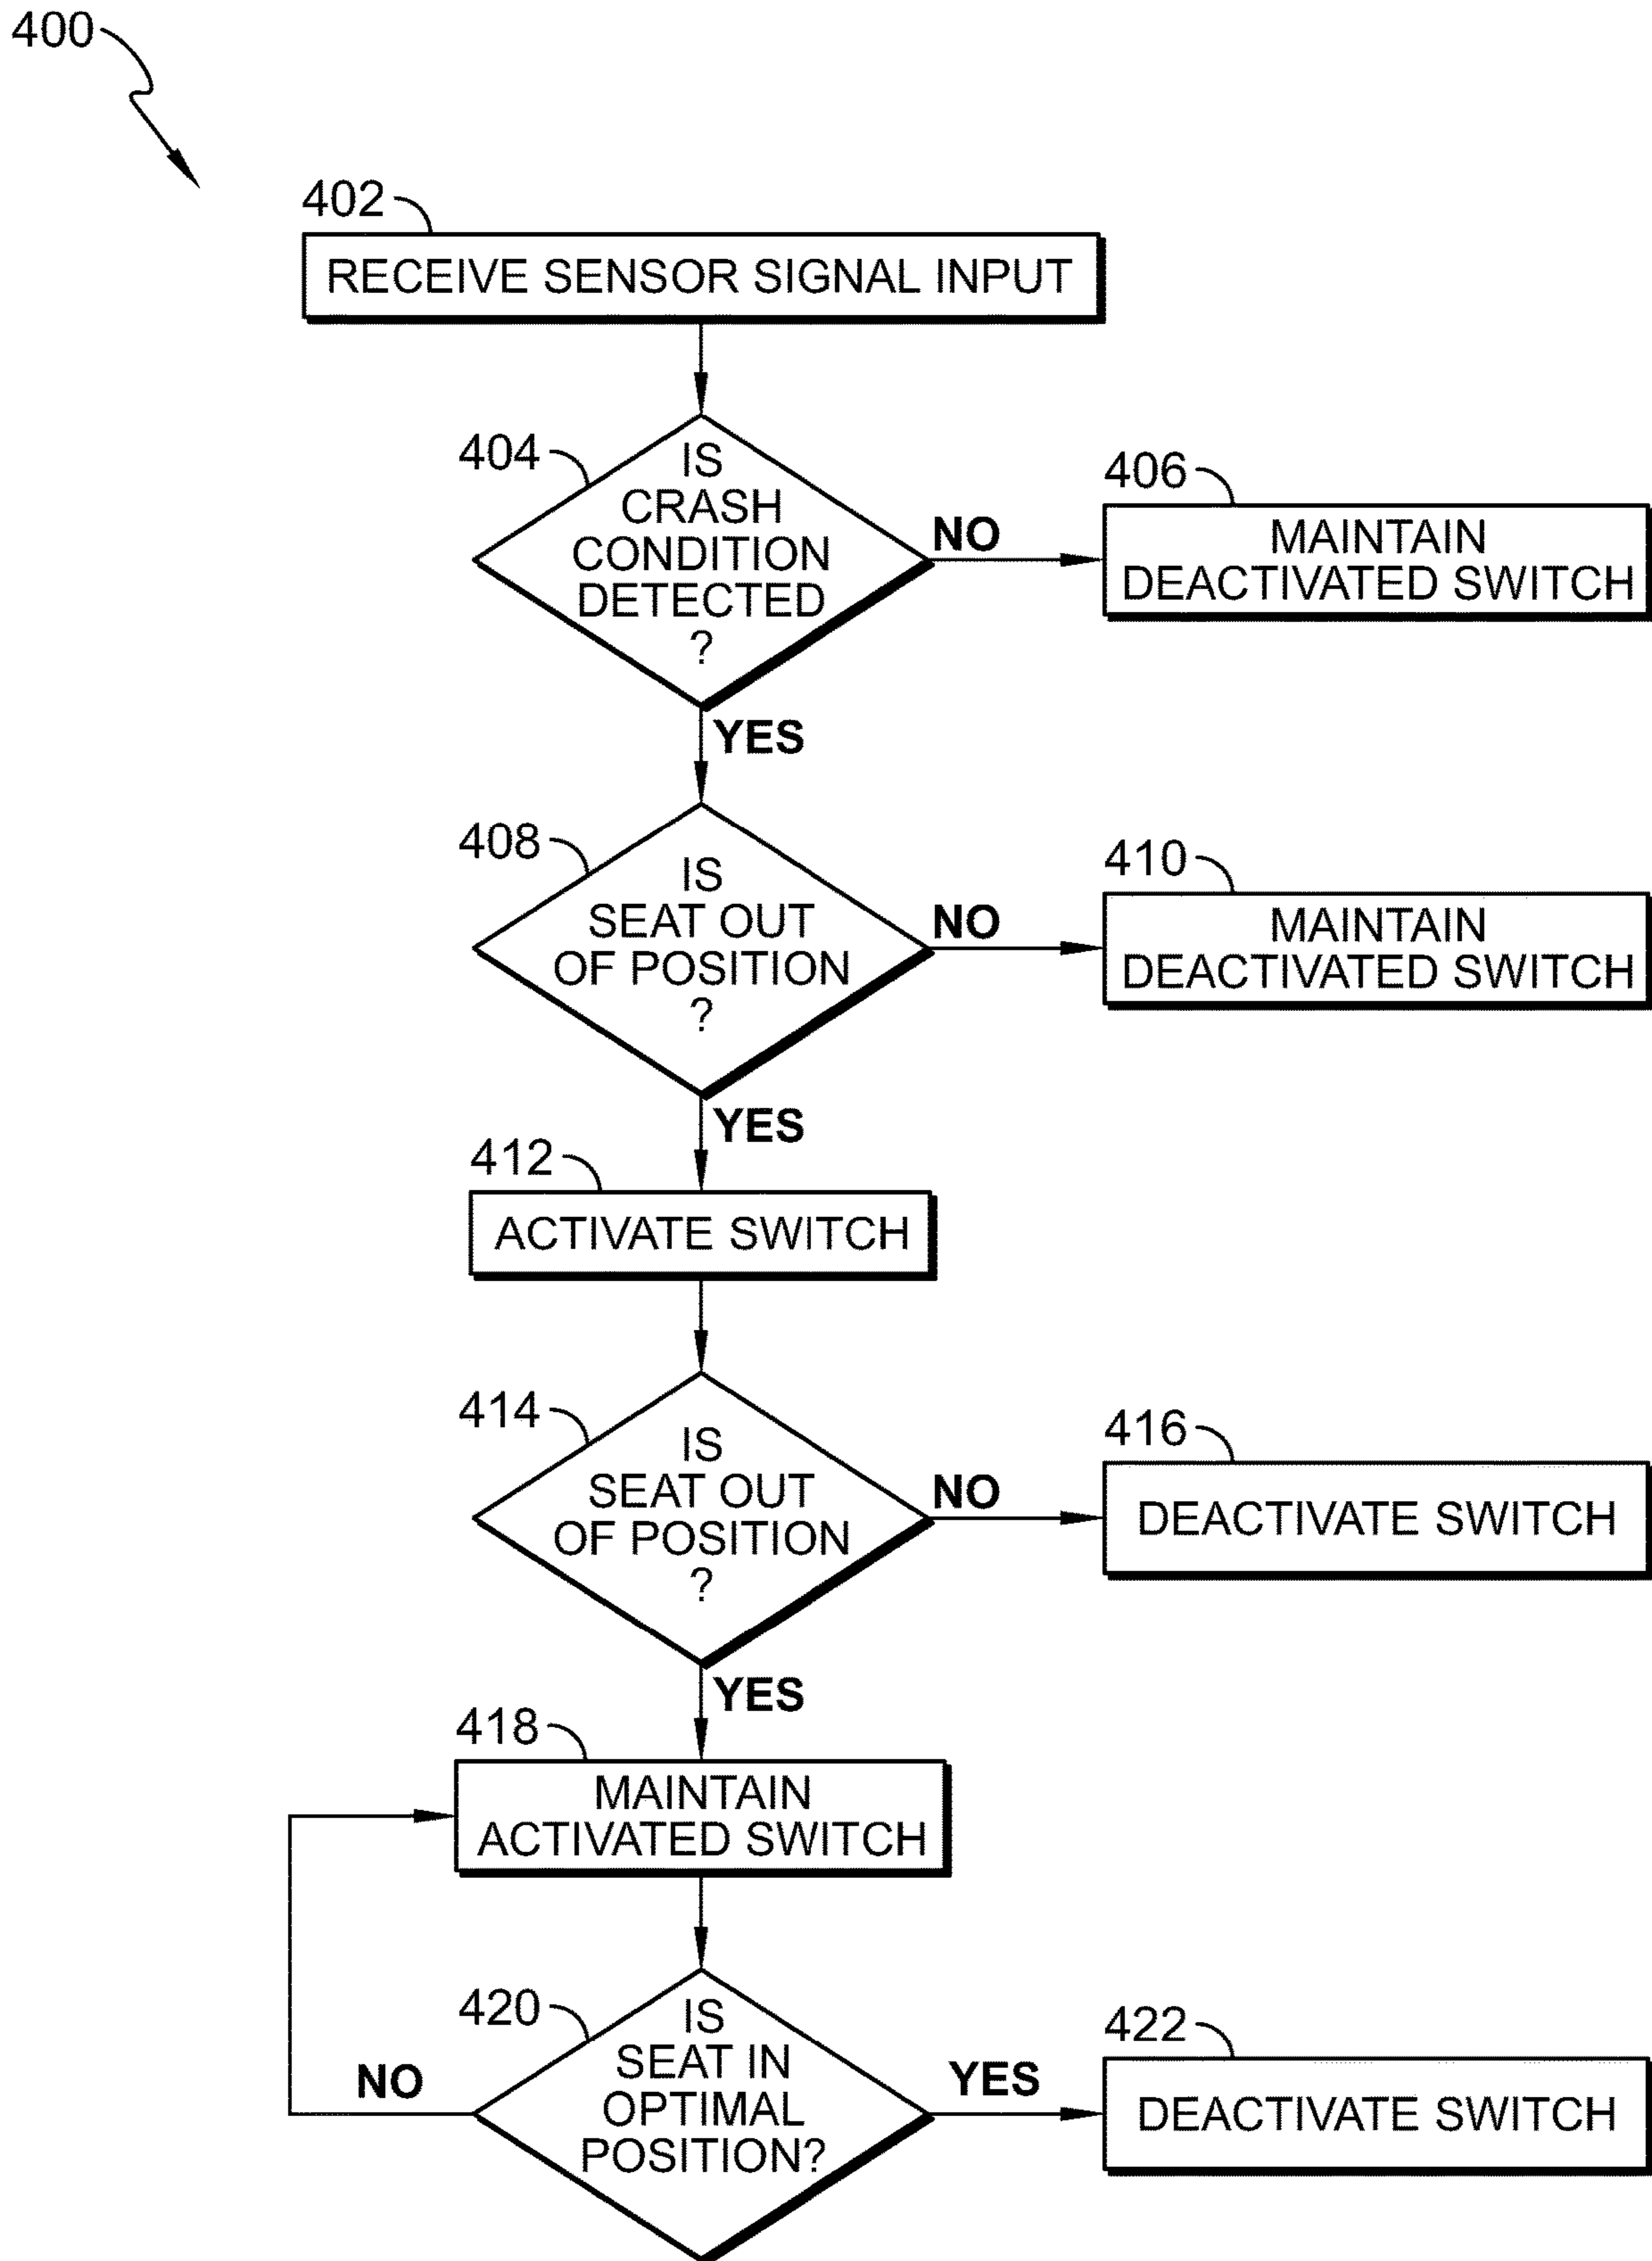 400
402
RECEIVE SENSOR SIGNAL INPUT
404
IS
CRASH
CONDITION
DETECTED
?
NO
406
MAINTAIN
DEACTIVATED SWITCH
YES
408
IS
SEAT OUT
OF POSITION
?
NO
410
MAINTAIN
DEACTIVATED SWITCH
YES
412
ACTIVATE SWITCH
414
IS
SEAT OUT
OF POSITION
?
NO
416
DEACTIVATE SWITCH
YES
418
MAINTAIN
ACTIVATED SWITCH
420
IS
SEAT IN
OPTIMAL
POSITION?
NO
YES
422
DEACTIVATE SWITCH